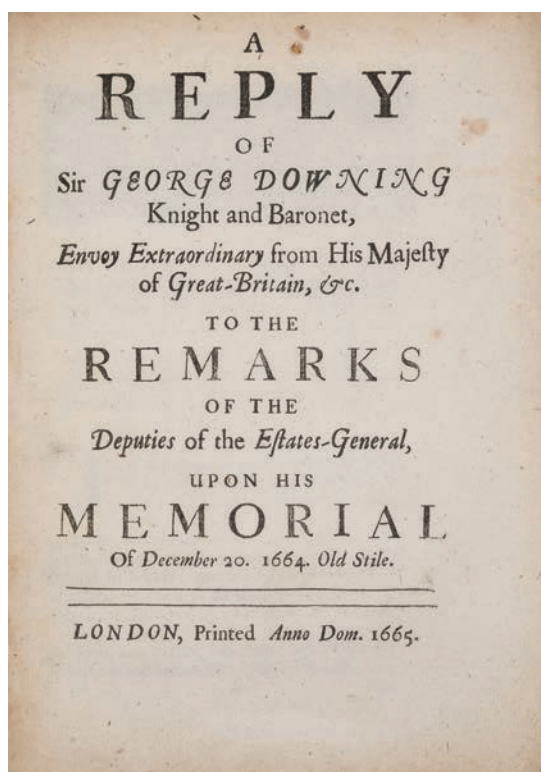 A
REPLY
OF
Sir GEORGE DOWNING
Knight and Baronet,
Envoy Extraordinary from His Majeſty
of Great-Britain, &c.
TO THE
REMARKS
OF THE
Deputies of the Eſtates-General,
UPON HIS
MEMORIAL
Of December 20. 1664. Old Stile.
LONDON, Printed Anno Dom. 1665.